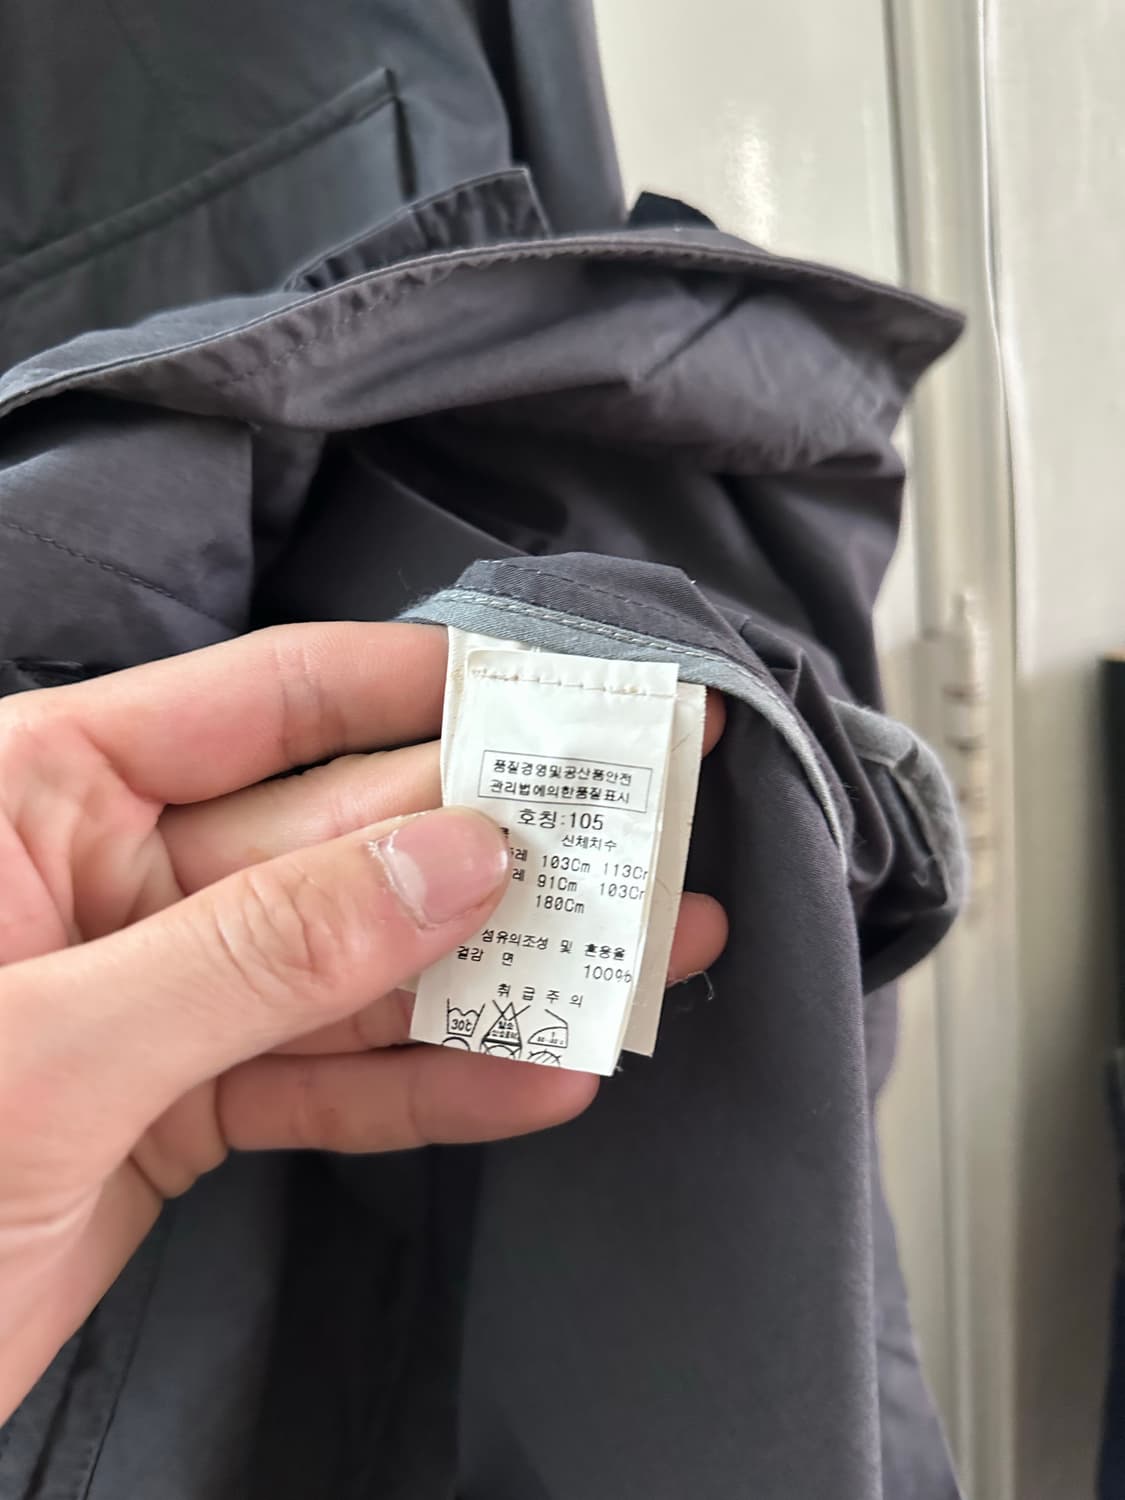 품질경영및공산품안전
관리법에의한품질표시
호칭:105
신체치수
103Cm 113C
91Cm 103C
180Cm
섬유의조성 및 혼용율
겉감 면 100%
취급주의
30℃